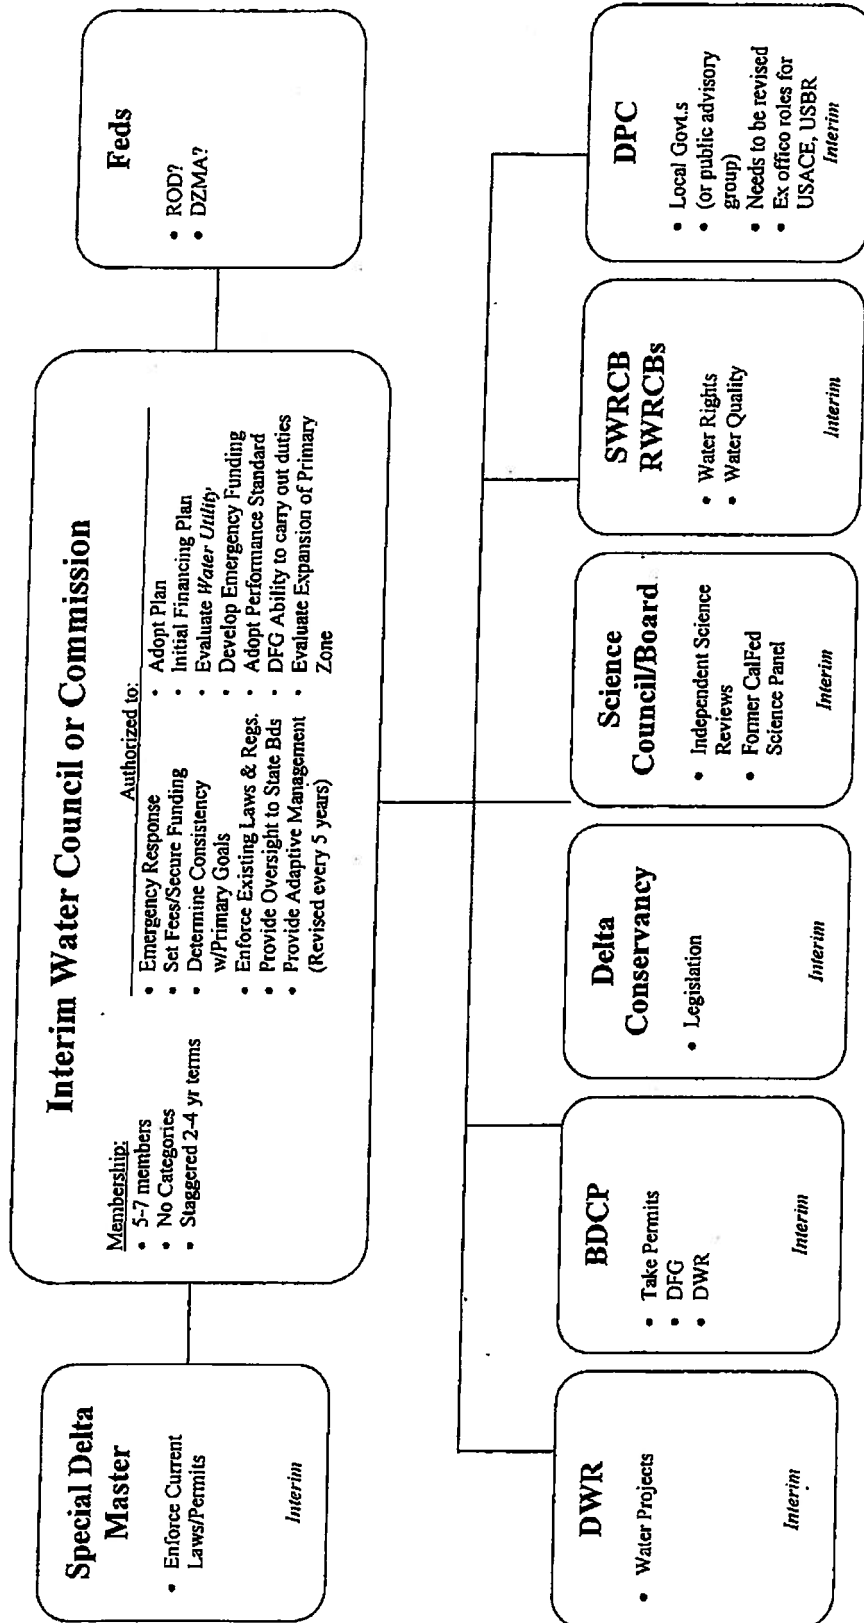 Interim Water Council or Commission
Membership:
• 5-7 members
• No Categories
• Staggered 2-4 yr terms
Authorized to:
• Emergency Response
• Set Fees/Secure Funding
• Determine Consistency
w/Primary Goals
• Enforce Existing Laws & Regs.
• Provide Oversight to State Bds
• Provide Adaptive Management
(Revised every 5 years)
• Adopt Plan
• Initial Financing Plan
• Evaluate Water Utility
• Develop Emergency Funding
• Adopt Performance Standard
• DFG Ability to carry out duties
• Evaluate Expansion of Primary
Zone
Special Delta
Master
• Enforce Current
Laws/Permits
Interim
Feds
• ROD?
• DZMA?
DWR
• Water Projects
Interim
BDCP
• Take Permits
• DFG
• DWR
Interim
Delta
Conservancy
• Legislation
Interim
Science
Council/Board
• Independent Science
Reviews
• Former CalFed
Science Panel
Interim
SWRCB
RWRCBs
• Water Rights
• Water Quality
Interim
DPC
• Local Govt.s
• (or public advisory
group)
• Needs to be revised
• Ex offico roles for
USACE, USBR
Interim